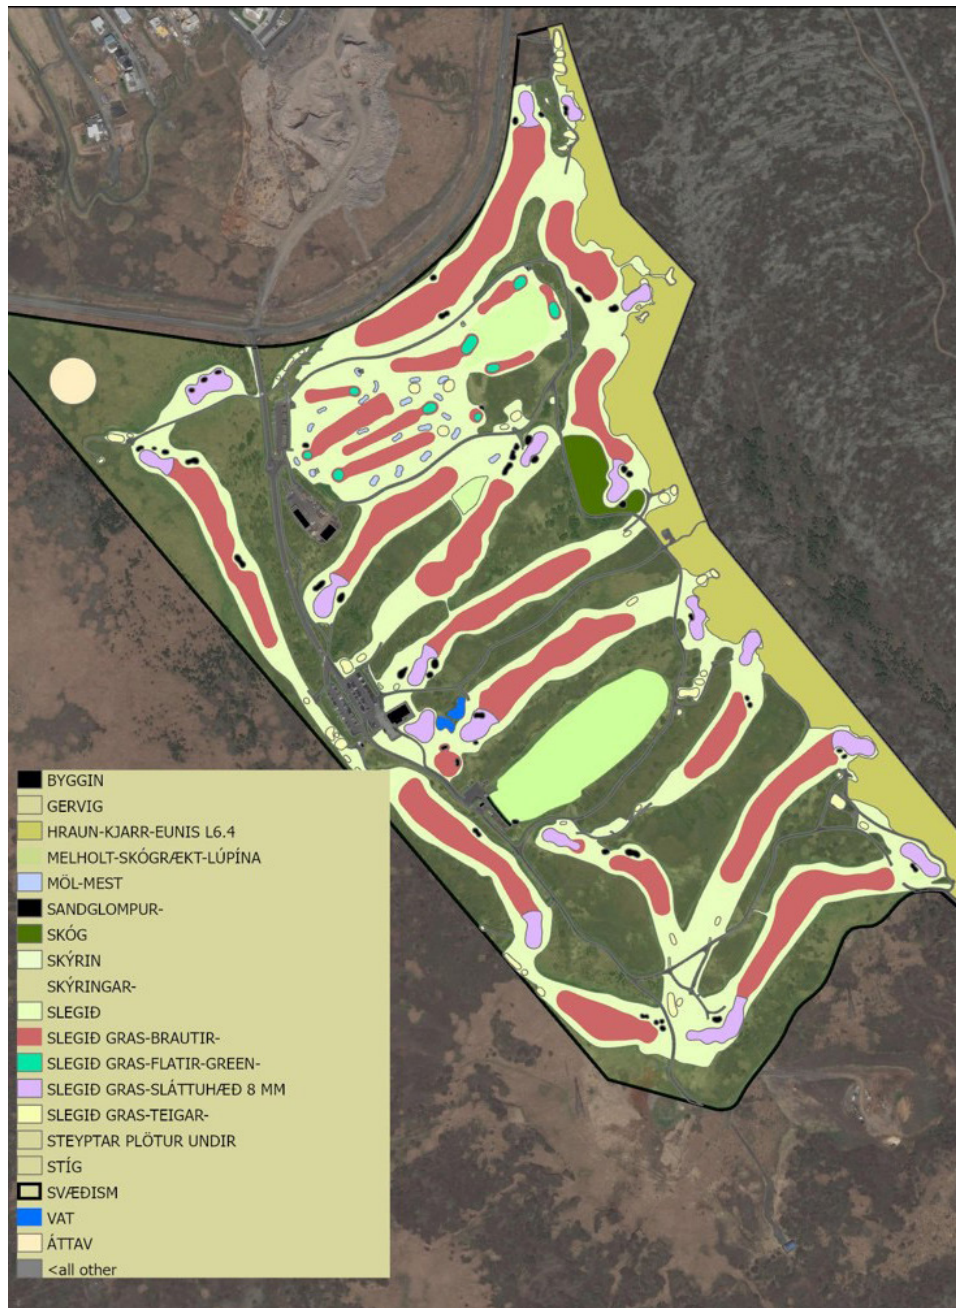 BYGGIN
GERVIG
HRAUN-KJARR-EUNIS L6.4
MELHOLT-SKÓGRÆKT-LÚPÍNA
MÖL-MEST
SANDGLOMPUR-
SKÓG
SKÝRIN
SKÝRINGAR-
SLEGIÐ
SLEGIÐ GRAS-BRAUTIR-
SLEGIÐ GRAS-FLATIR-GREEN-
SLEGIÐ GRAS-SLÁTTUHÆÐ 8 MM
SLEGIÐ GRAS-TEIGAR-
STEYPTAR PLÖTUR UNDIR
STÍG
SVÆÐISM
VAT
ÁTTAV
<all other